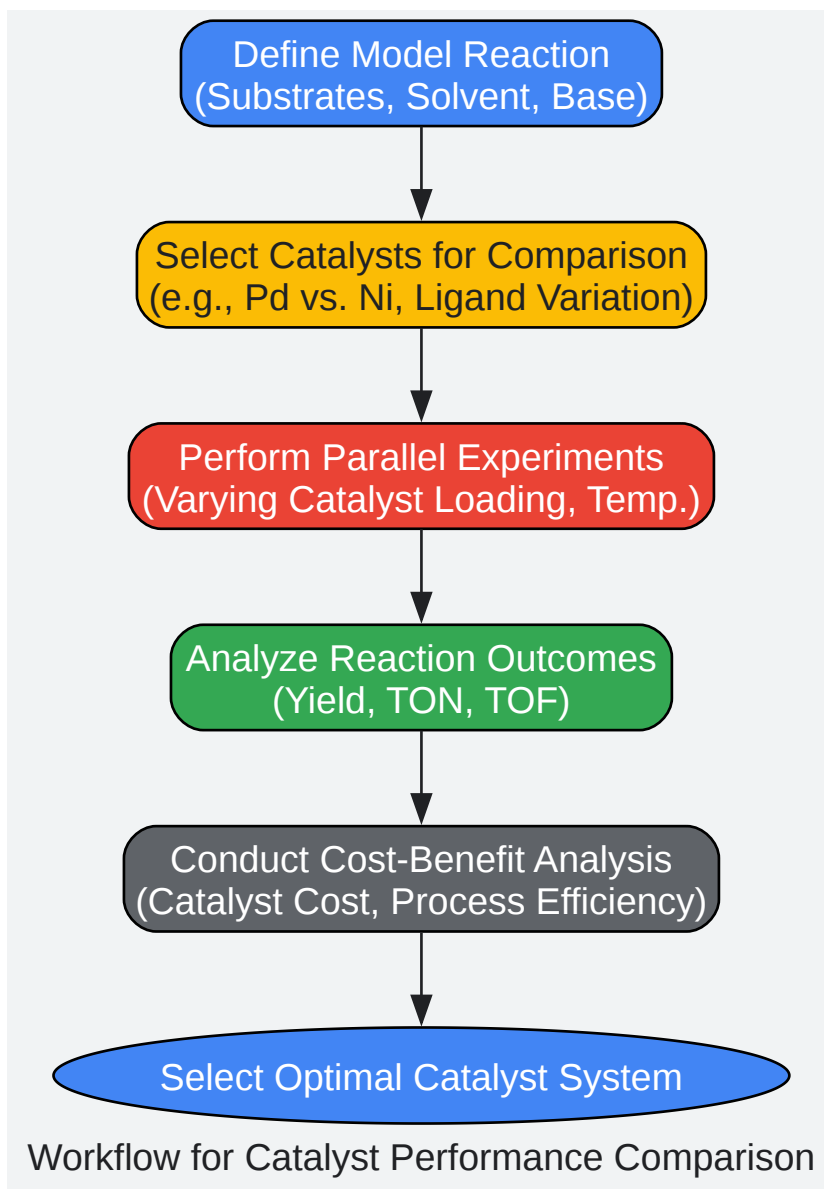 Define Model Reaction
(Substrates, Solvent, Base)
Select Catalysts for Comparison
(e.g., Pd vs. Ni, Ligand Variation)
Perform Parallel Experiments
(Varying Catalyst Loading, Temp.)
Analyze Reaction Outcomes
(Yield, TON, TOF)
Conduct Cost-Benefit Analysis
(Catalyst Cost, Process Efficiency)
Select Optimal Catalyst System
Workflow for Catalyst Performance Comparison